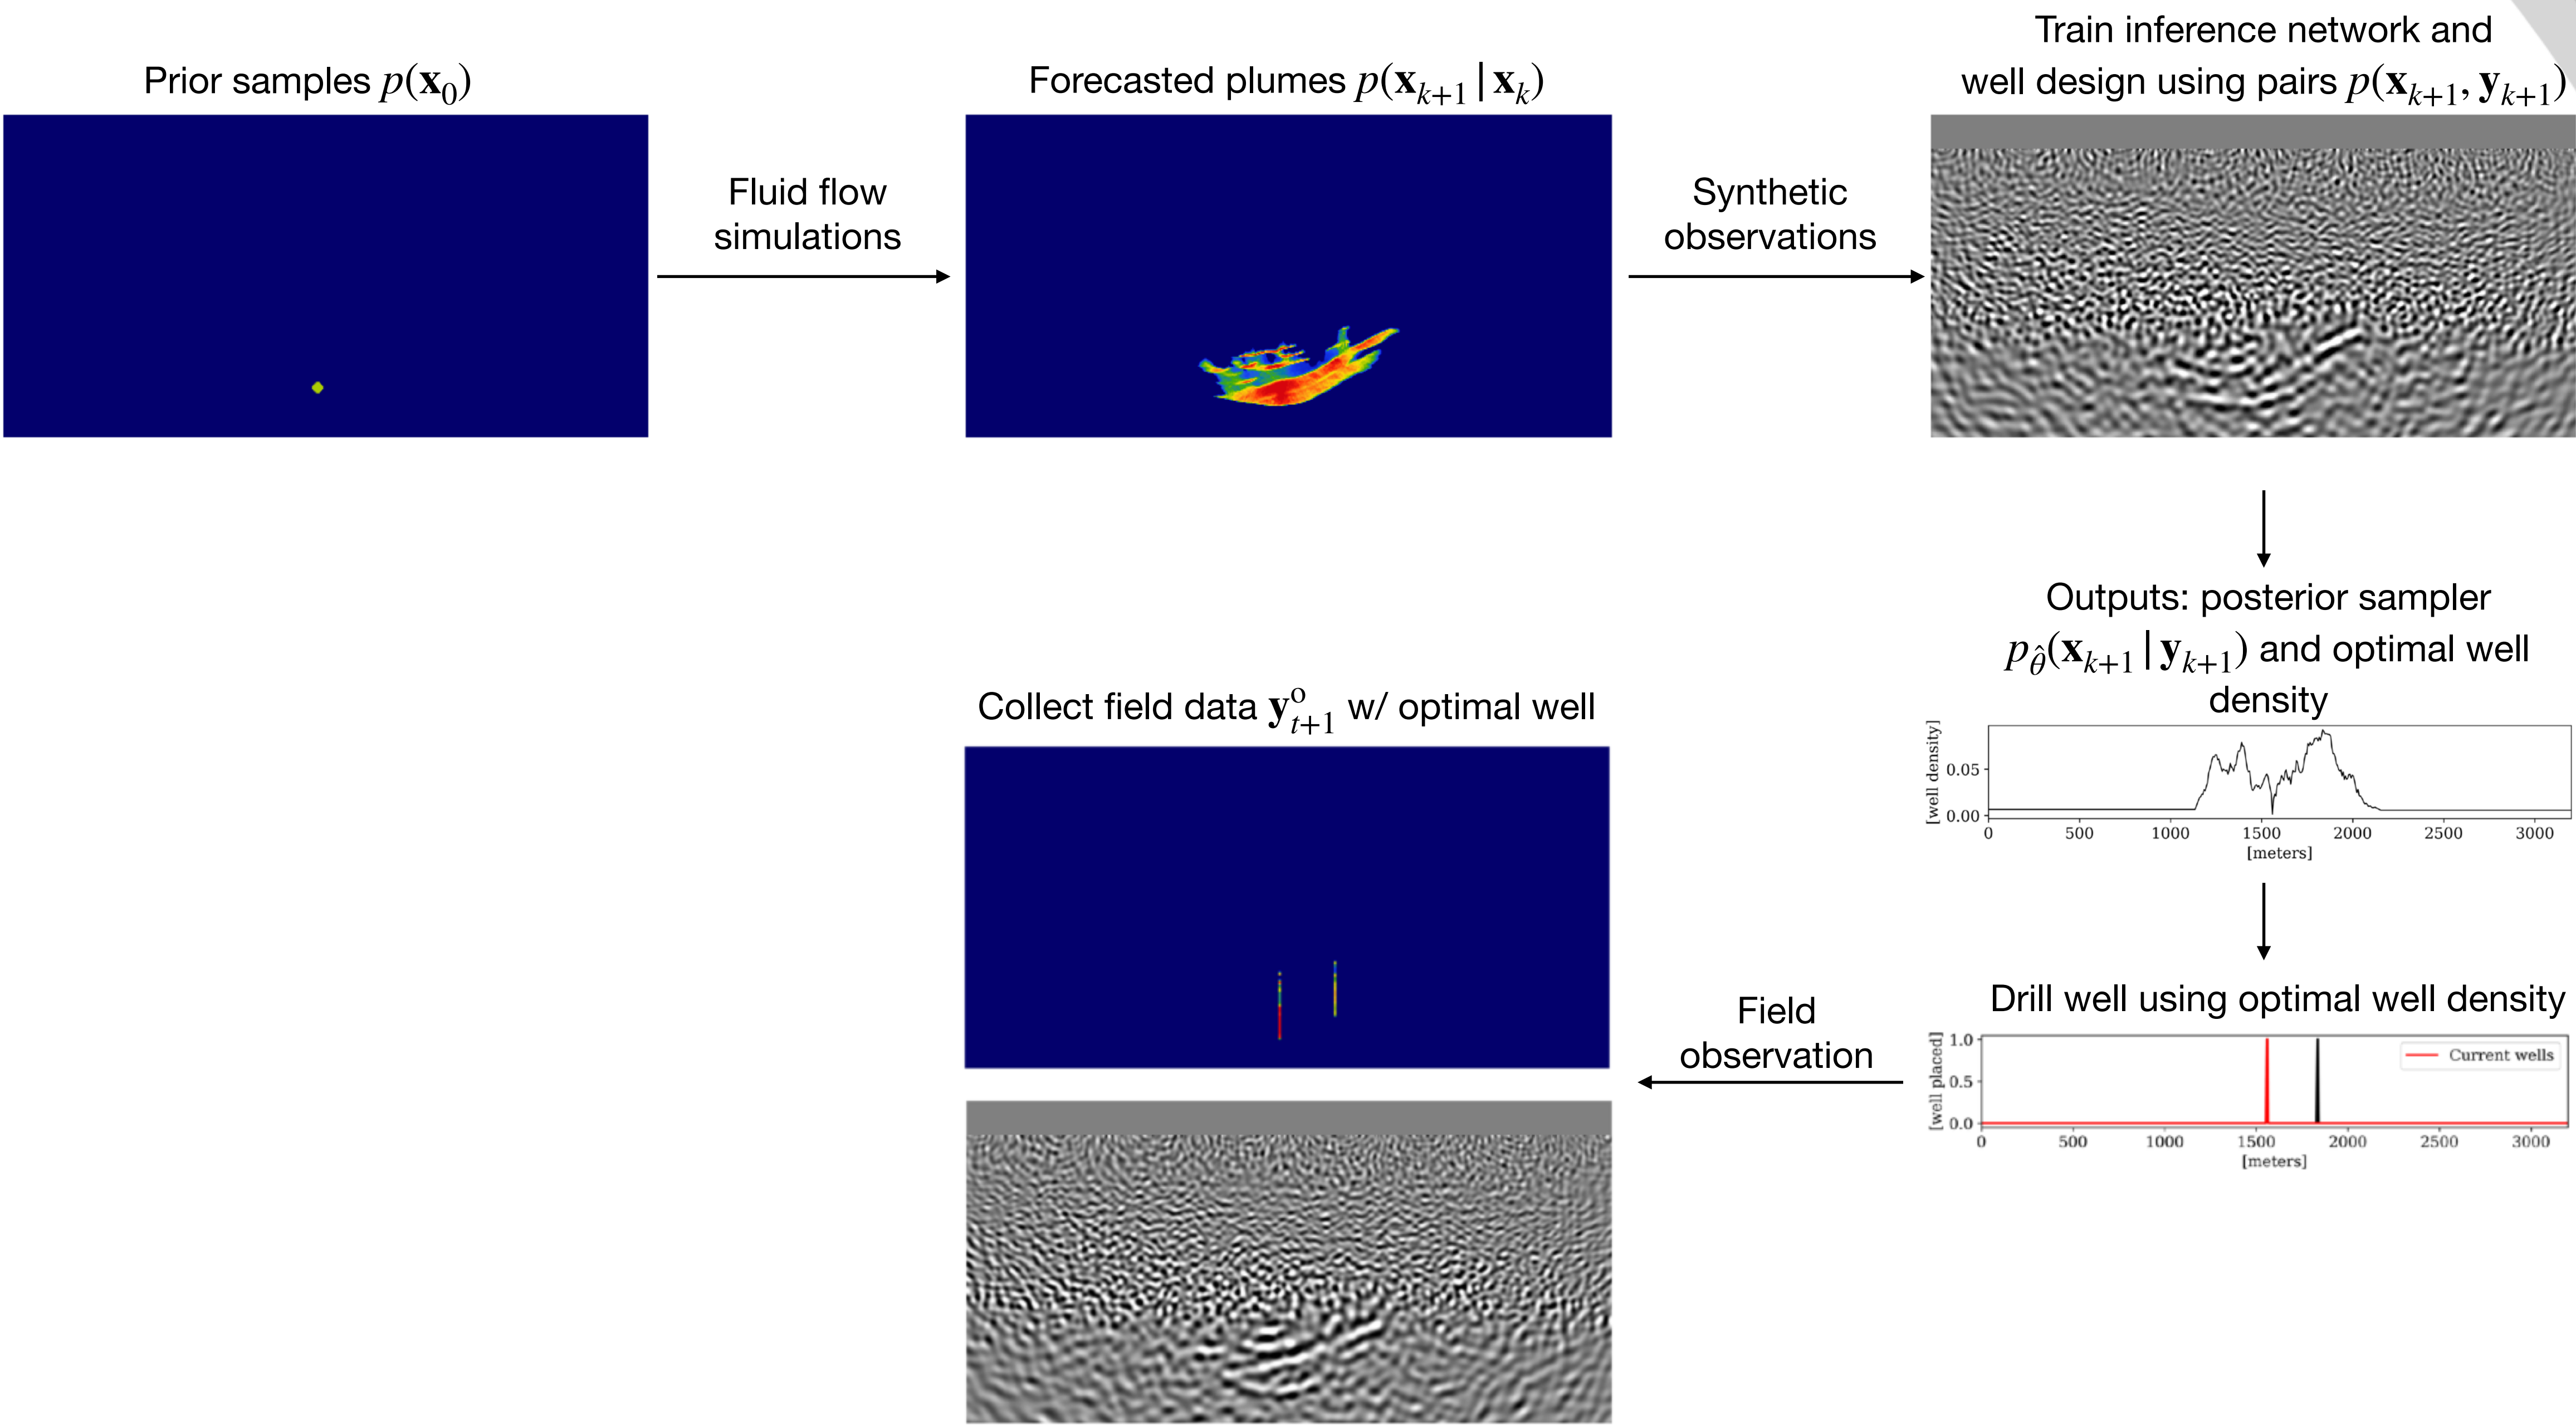 Prior samples p(x₀)
Fluid flow
simulations
Forecasted plumes p(xₖ₊₁ | xₖ)
Synthetic
observations
Train inference network and
well design using pairs p(xₖ₊₁, yₖ₊₁)
Outputs: posterior sampler
p_θ̂(xₖ₊₁ | yₖ₊₁) and optimal well
density
[well density]
0.05
0.00
0 500 1000 1500 2000 2500 3000
[meters]
Drill well using optimal well density
[well placed]
1.0
0.5
0.0
Current wells
0 500 1000 1500 2000 2500 3000
[meters]
Field
observation
Collect field data yᵒₜ₊₁ w/ optimal well